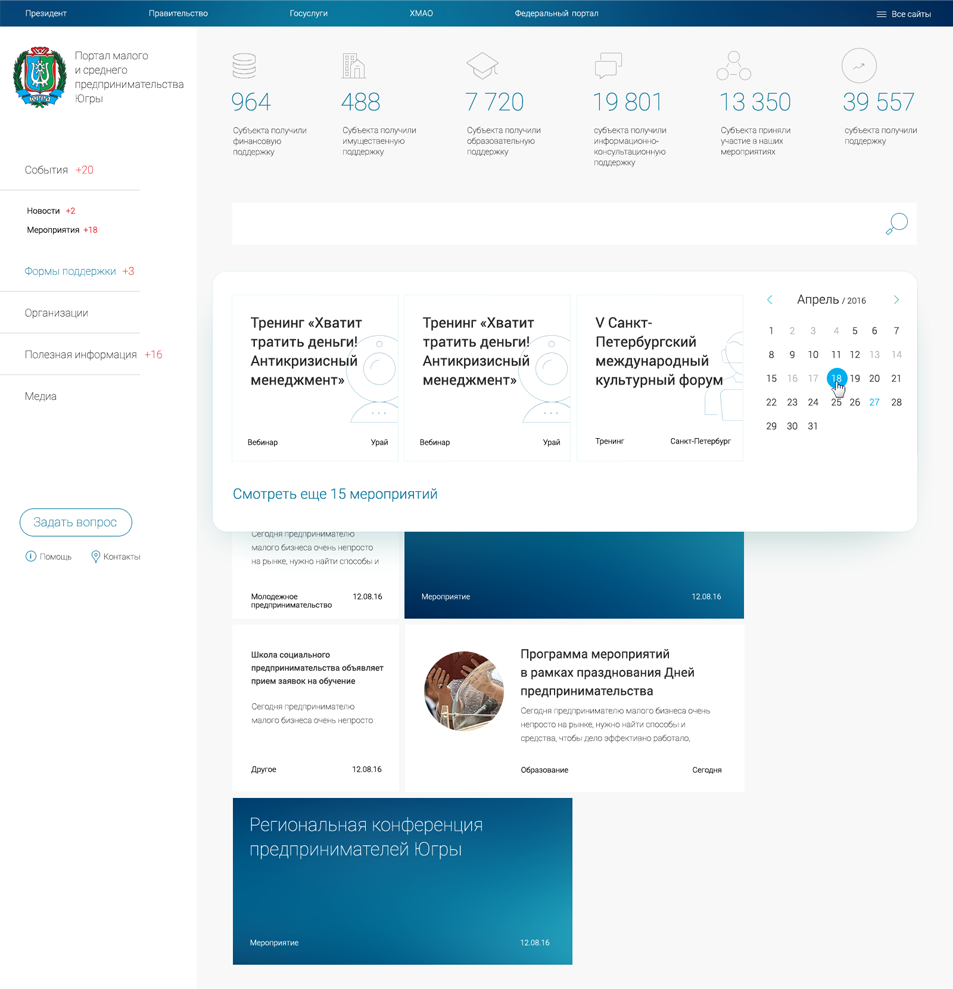 Президент Правительство Госуслуги ХМАО Федеральный портал Все сайты
Портал малого
и среднего
предпринимательства
Югры
События +20
Новости +2
Мероприятия +18
Формы поддержки +3
Организации
Полезная информация +16
Медиа
Задать вопрос
Помощь Контакты
964
Субъекта получили
финансовую
поддержку
488
Субъекта получили
имущественную
поддержку
7 720
Субъекта получили
образовательную
поддержку
19 801
субъекта получили
информационно-
консультационную
поддержку
13 350
Субъекта приняли
участие в наших
мероприятиях
39 557
субъекта получили
поддержку
Тренинг «Хватит
тратить деньги!
Антикризисный
менеджмент»
Вебинар Урай
Тренинг «Хватит
тратить деньги!
Антикризисный
менеджмент»
Вебинар Урай
V Санкт-
Петербургский
международный
культурный форум
Тренинг Санкт-Петербург
Апрель / 2016
1 2 3 4 5 6 7
8 9 10 11 12 13 14
15 16 17 18 19 20 21
22 23 24 25 26 27 28
29 30 31
Смотреть еще 15 мероприятий
Сегодня предпринимателю
малого бизнеса очень непросто
на рынке, нужно найти способы и
Молодежное
предпринимательство 12.08.16
Мероприятие 12.08.16
Школа социального
предпринимательства объявляет
прием заявок на обучение
Сегодня предпринимателю
малого бизнеса очень непросто
Другое 12.08.16
Программа мероприятий
в рамках празднования Дней
предпринимательства
Сегодня предпринимателю малого бизнеса очень
непросто на рынке, нужно найти способы и
средства, чтобы дело эффективно работало,
Образование Сегодня
Региональная конференция
предпринимателей Югры
Мероприятие 12.08.16